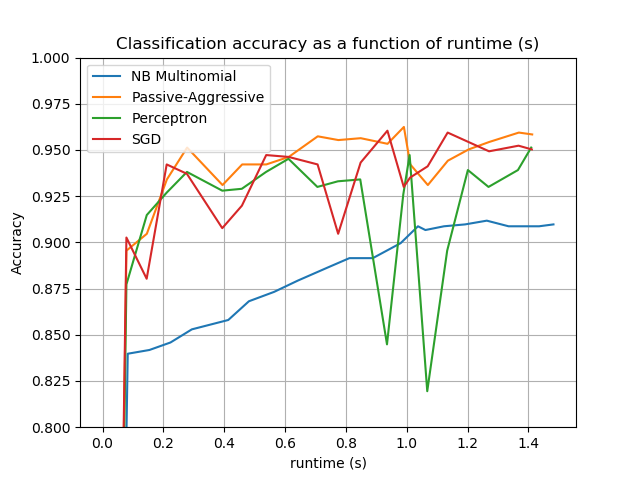 Classification accuracy as a function of runtime (s)
1.000
0.975
0.950
0.925
0.900
0.875
0.850
0.825
0.800
Accuracy
NB Multinomial
Passive-Aggressive
Perceptron
SGD
0.0 0.2 0.4 0.6 0.8 1.0 1.2 1.4
runtime (s)